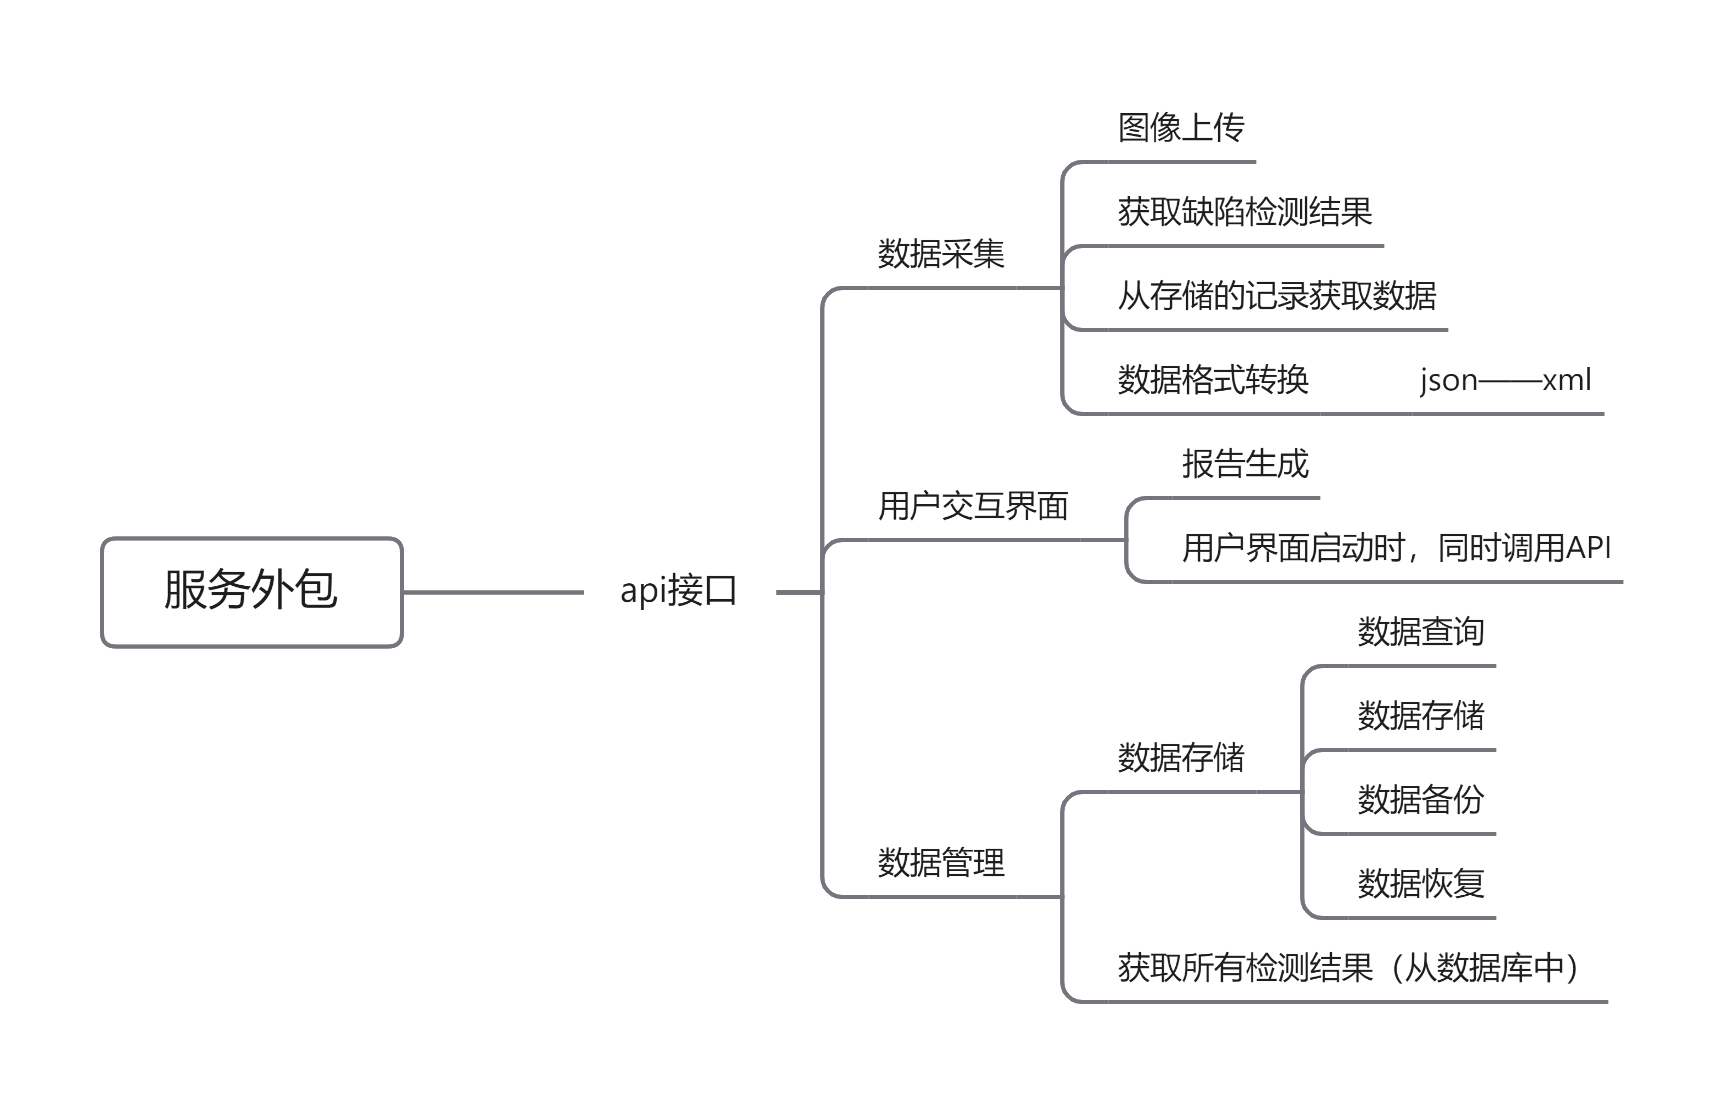 服务外包
api接口
数据采集
图像上传
获取缺陷检测结果
从存储的记录获取数据
数据格式转换
json——xml
用户交互界面
报告生成
用户界面启动时，同时调用API
数据管理
数据存储
数据查询
数据存储
数据备份
数据恢复
获取所有检测结果（从数据库中）